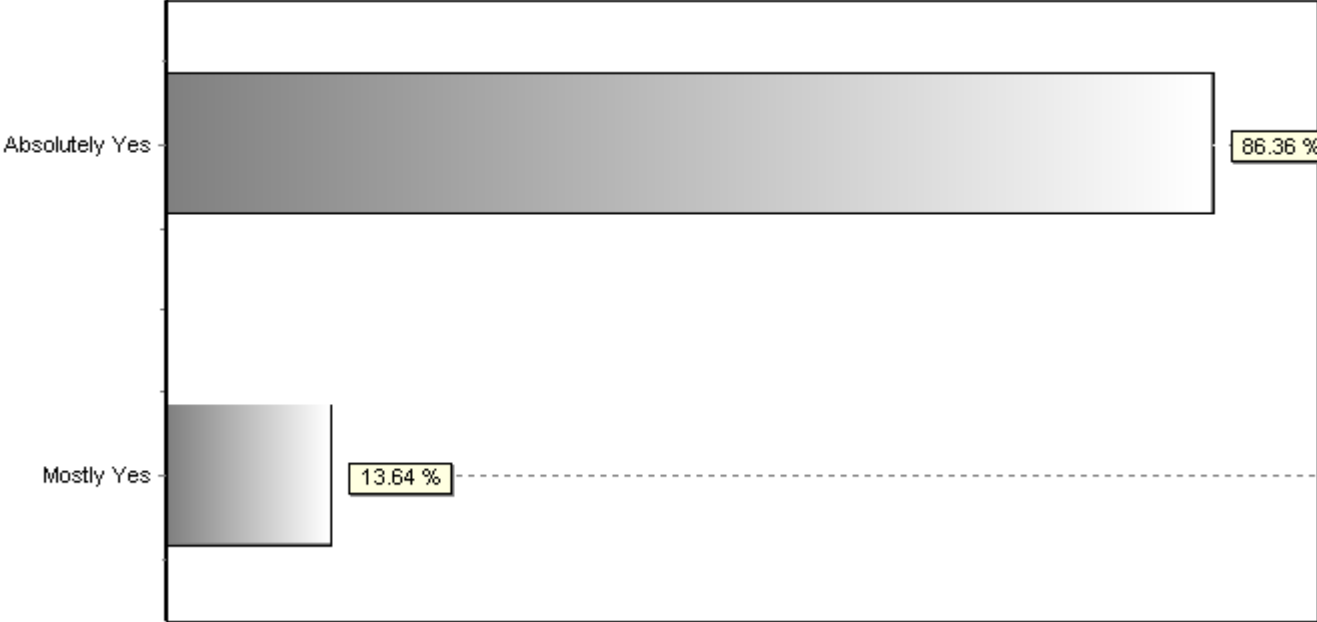 Absolutely Yes
86.36 %
Mostly Yes
13.64 %